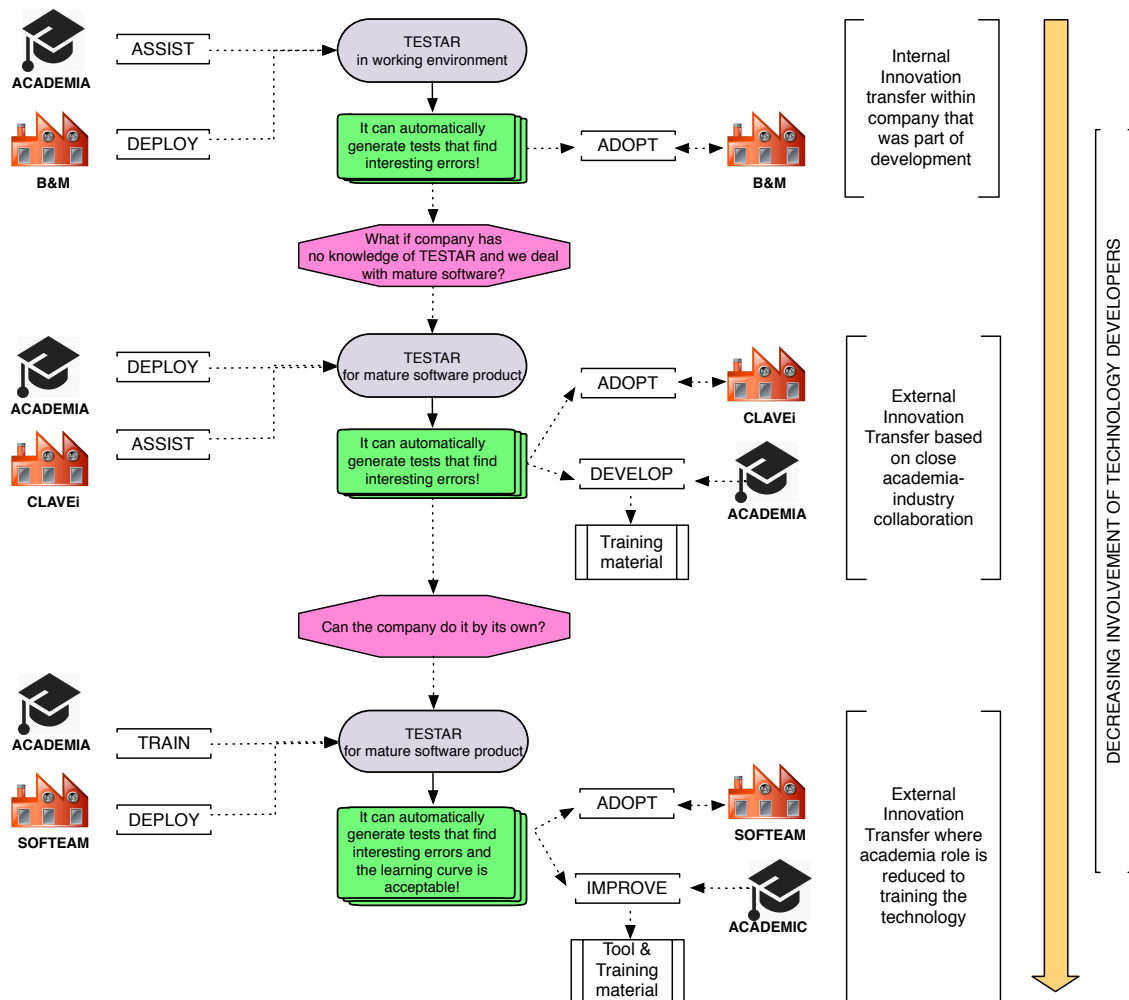 ACADEMIA
ASSIST
TESTAR
in working environment
B&M
DEPLOY
It can automatically
generate tests that find
interesting errors!
ADOPT
B&M
Internal
Innovation
transfer within
company that
was part of
development
What if company has
no knowledge of TESTAR and we deal
with mature software?
ACADEMIA
DEPLOY
TESTAR
for mature software product
CLAVEi
ASSIST
It can automatically
generate tests that find
interesting errors!
ADOPT
CLAVEi
DEVELOP
ACADEMIA
Training
material
External
Innovation
Transfer based
on close
academia-
industry
collaboration
Can the company do it by its own?
ACADEMIA
TRAIN
TESTAR
for mature software product
SOFTEAM
DEPLOY
It can automatically
generate tests that find
interesting errors and
the learning curve is
acceptable!
ADOPT
SOFTEAM
IMPROVE
ACADEMIC
Tool &
Training
material
External
Innovation
Transfer where
academia role is
reduced to
training the
technology
DECREASING INVOLVEMENT OF TECHNOLOGY DEVELOPERS